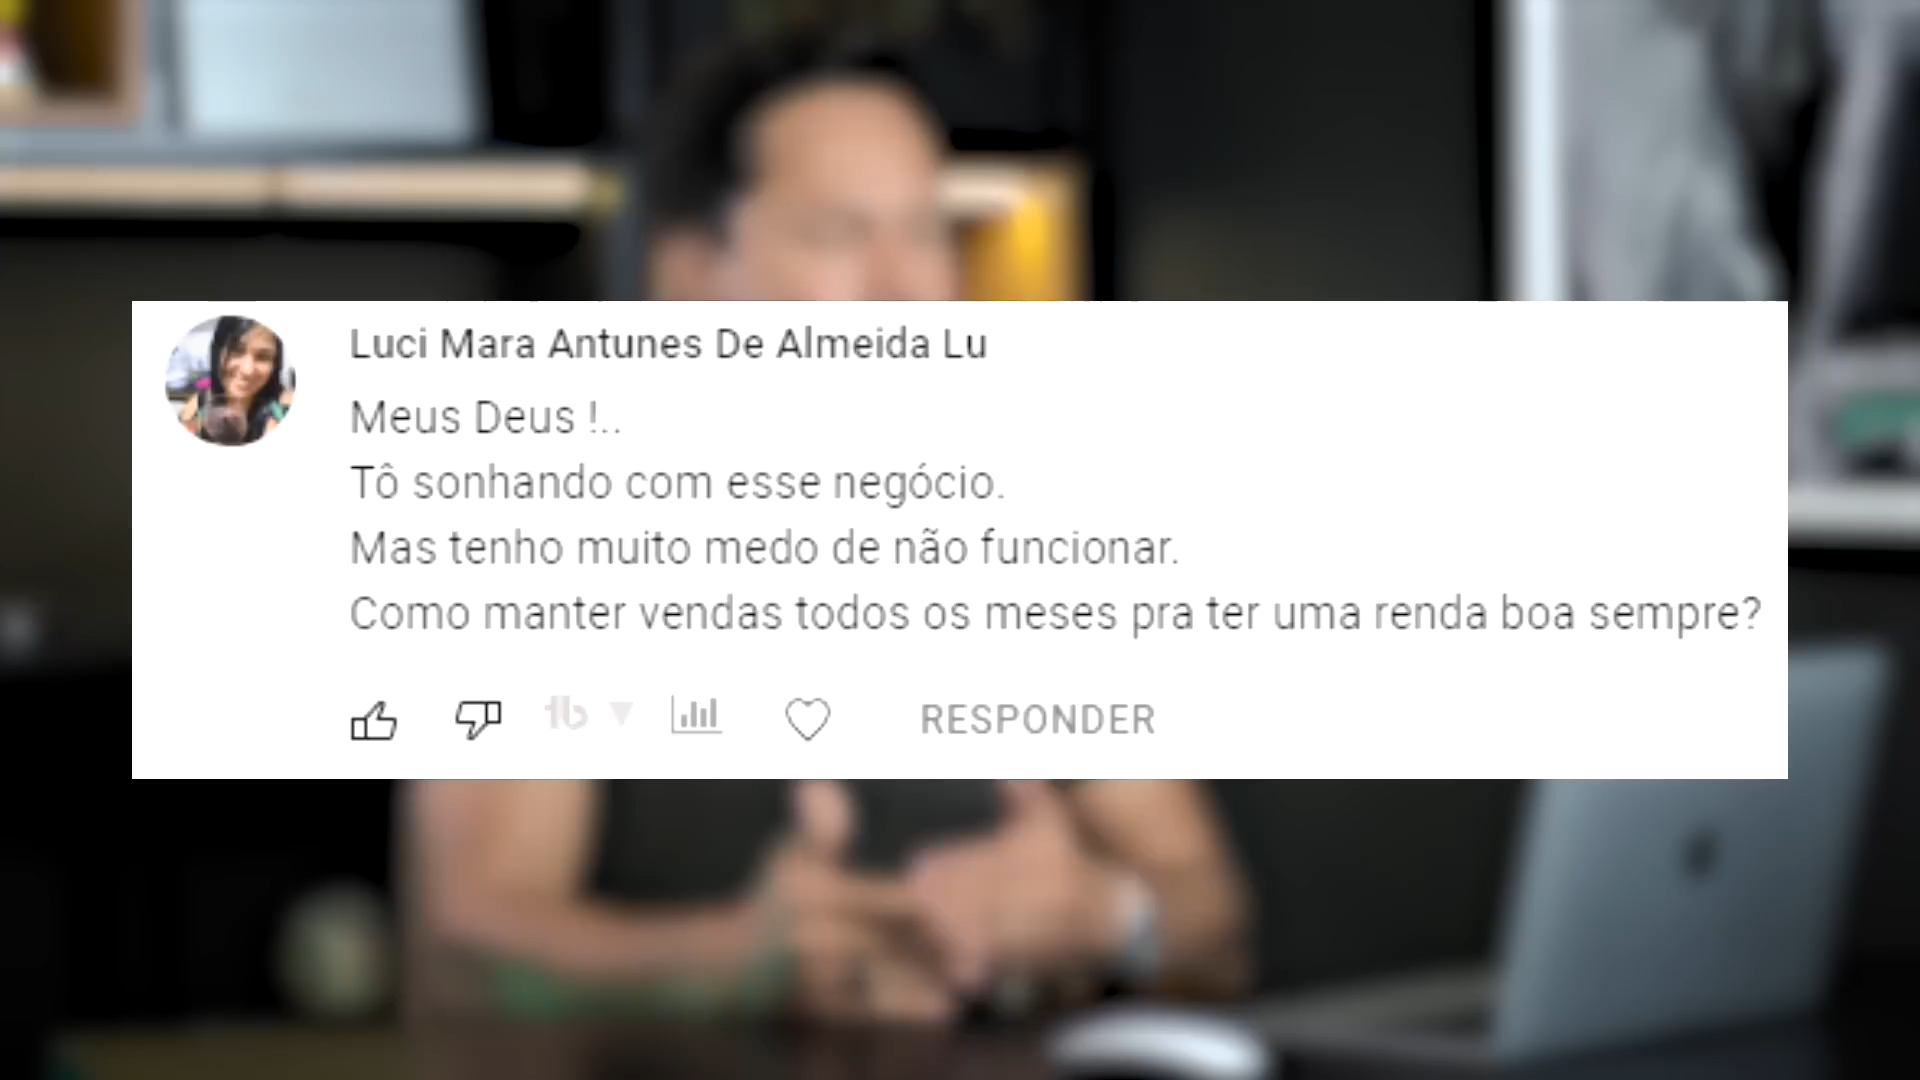 Luci Mara Antunes De Almeida Lu
Meus Deus !..
Tô sonhando com esse negócio.
Mas tenho muito medo de não funcionar.
Como manter vendas todos os meses pra ter uma renda boa sempre?
tb
RESPONDER